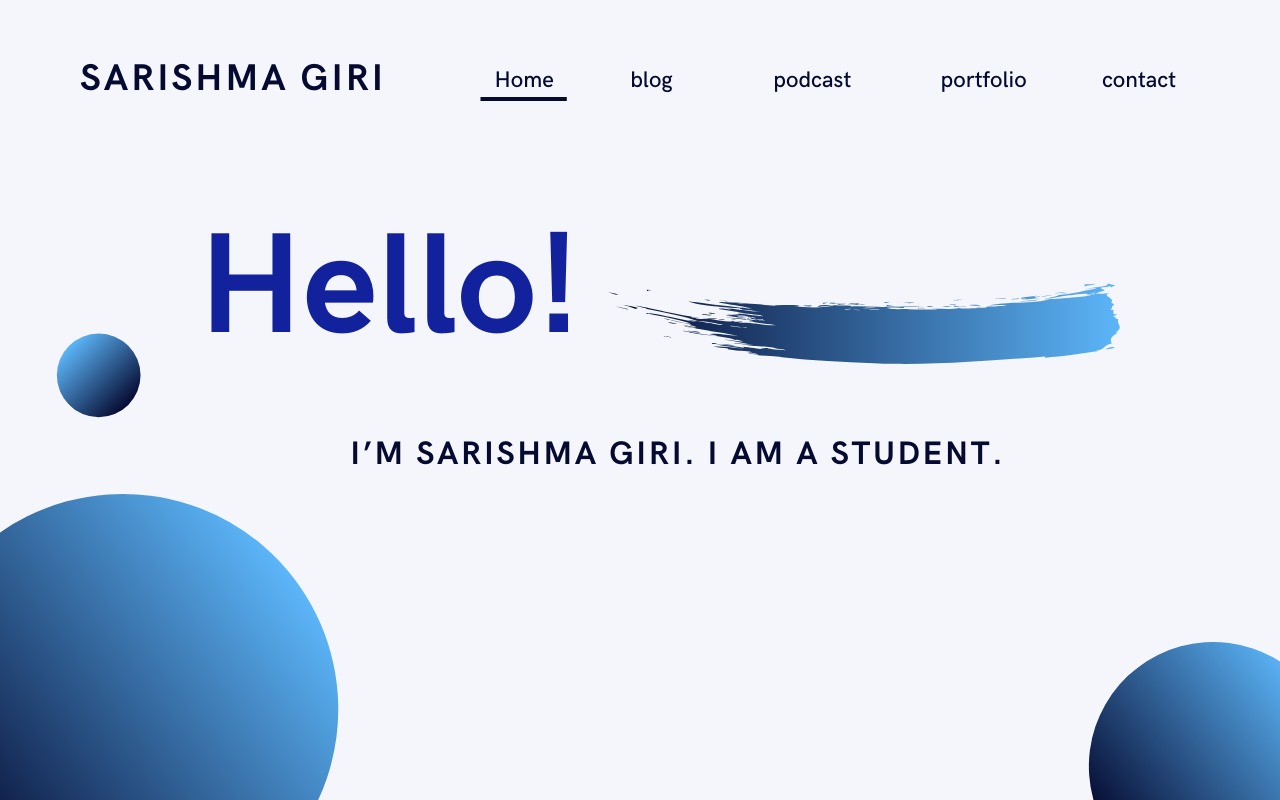 SARISHMA GIRI Home blog podcast portfolio contact
Hello!
I’M SARISHMA GIRI. I AM A STUDENT.